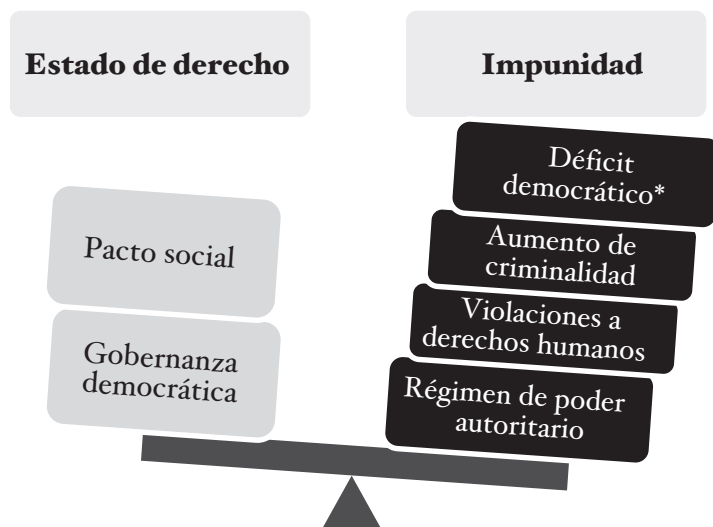 Estado de derecho
Impunidad
Pacto social
Gobernanza
democrática
Déficit
democrático*
Aumento de
criminalidad
Violaciones a
derechos humanos
Régimen de poder
autoritario